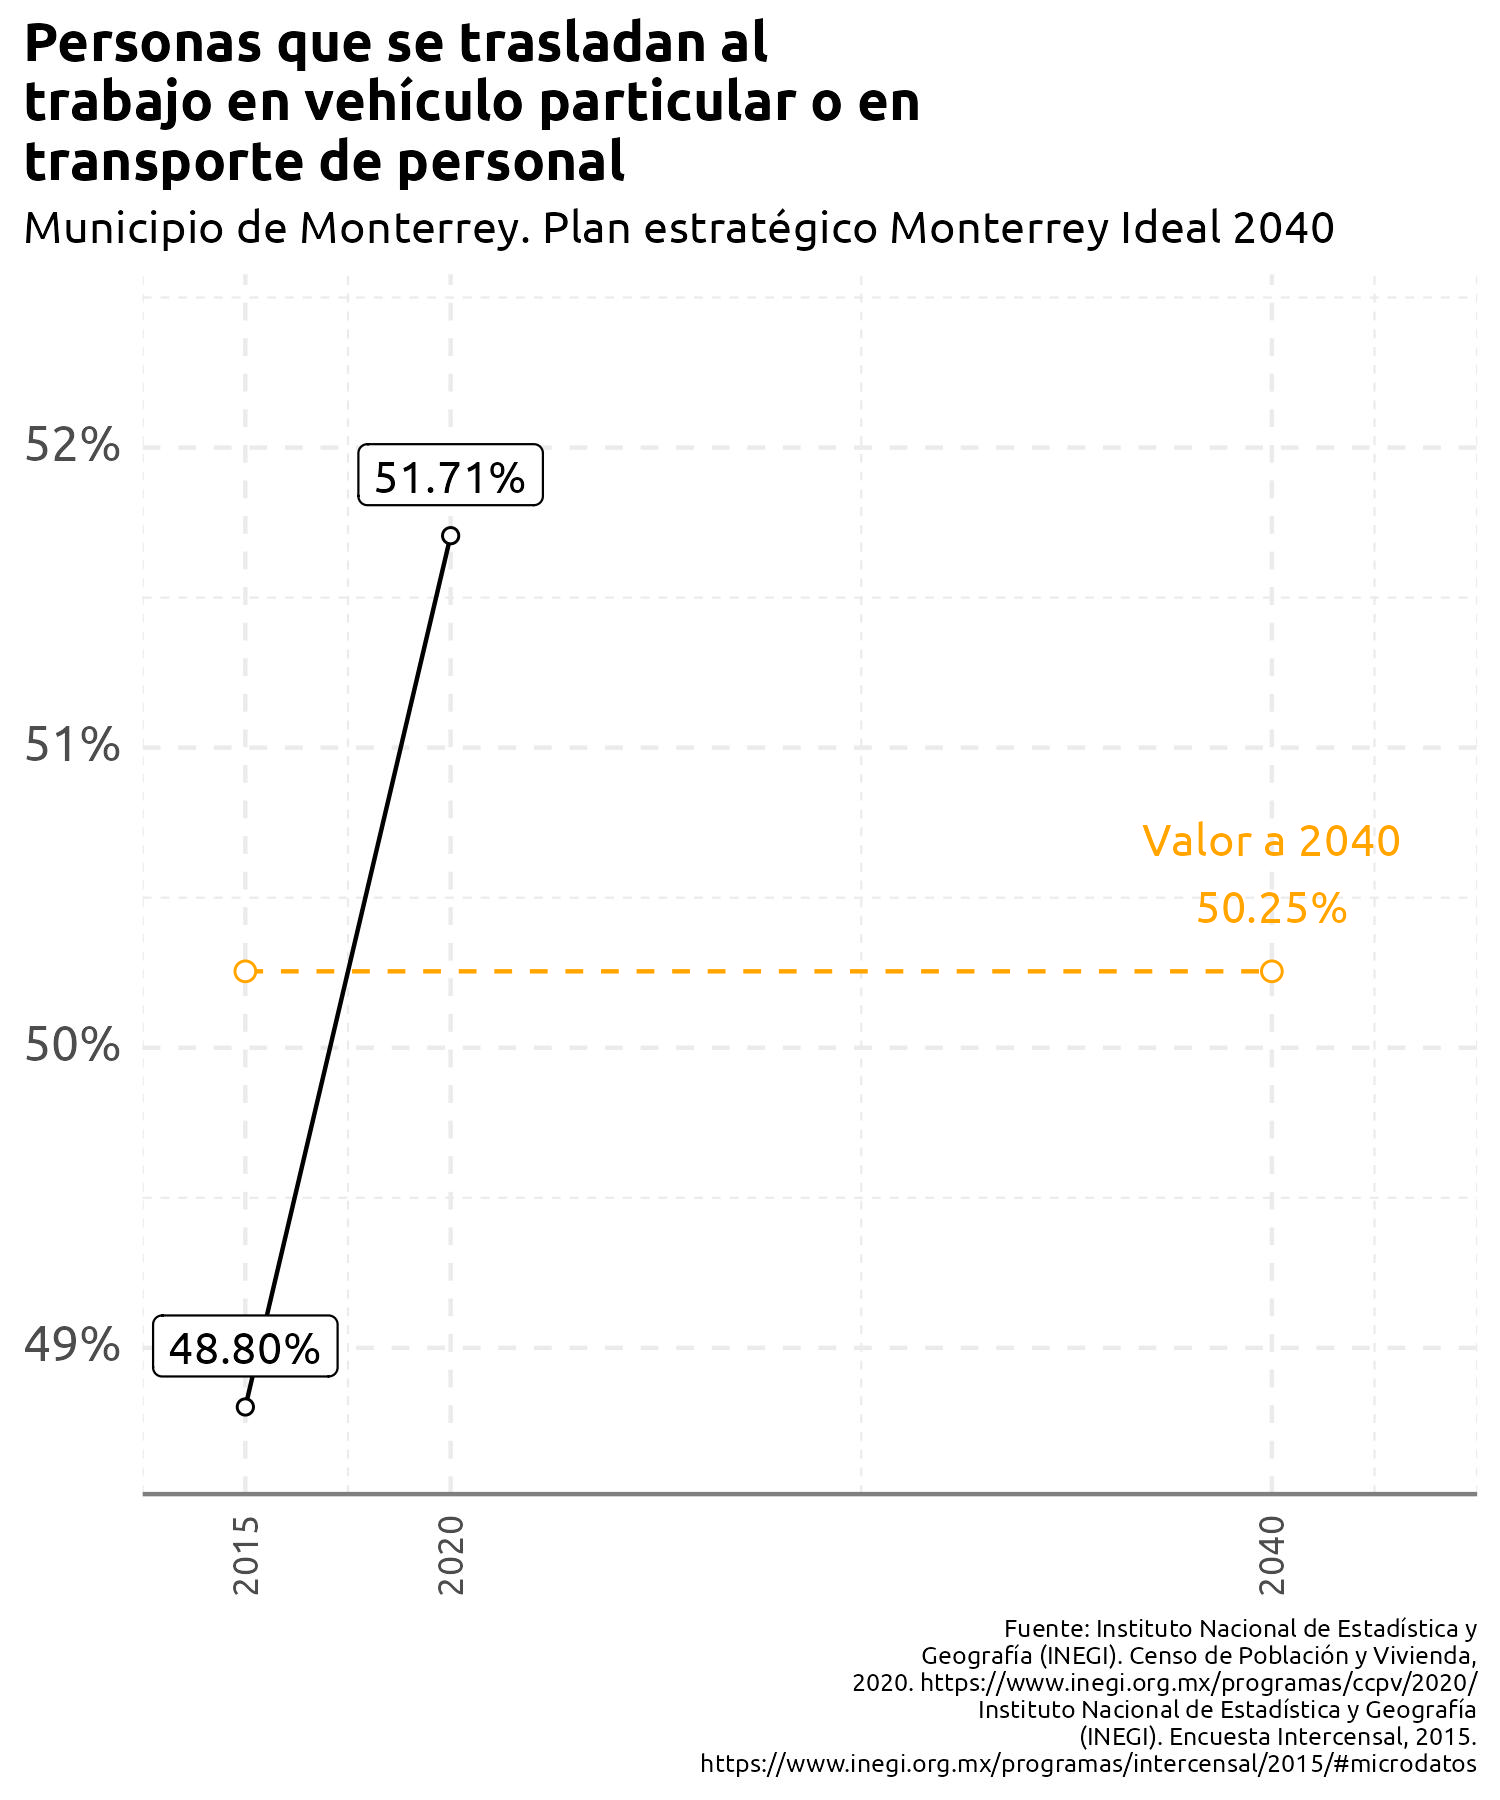 Personas que se trasladan al
trabajo en vehículo particular o en
transporte de personal
Municipio de Monterrey. Plan estratégico Monterrey Ideal 2040
52%
51.71%
51%
Valor a 2040
50.25%
50%
49%
48.80%
2015
2020
2040
Fuente: Instituto Nacional de Estadística y
Geografía (INEGI). Censo de Población y Vivienda,
2020. https://www.inegi.org.mx/programas/ccpv/2020/
Instituto Nacional de Estadística y Geografía
(INEGI). Encuesta Intercensal, 2015.
https://www.inegi.org.mx/programas/intercensal/2015/#microdatos